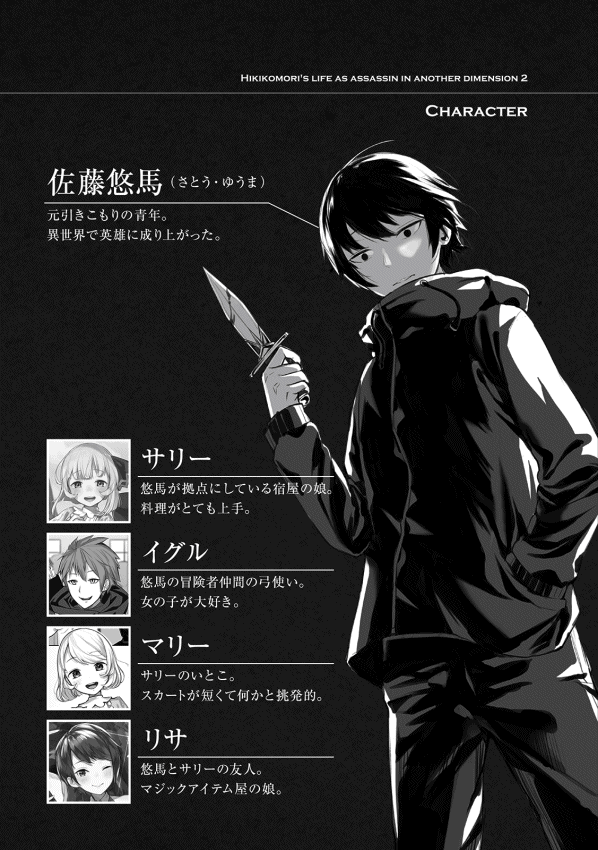 HIKIKOMORI'S LIFE AS ASSASSIN IN ANOTHER DIMENSION 2
CHARACTER
佐藤悠馬（さとう・ゆうま）
元引きこもりの青年。
異世界で英雄に成り上がった。
サリー
悠馬が拠点にしている宿屋の娘。
料理がとても上手。
イグル
悠馬の冒険者仲間の弓使い。
女の子が大好き。
マリー
サリーのいとこ。
スカートが短くて何かと挑発的。
リサ
悠馬とサリーの友人。
マジックアイテム屋の娘。